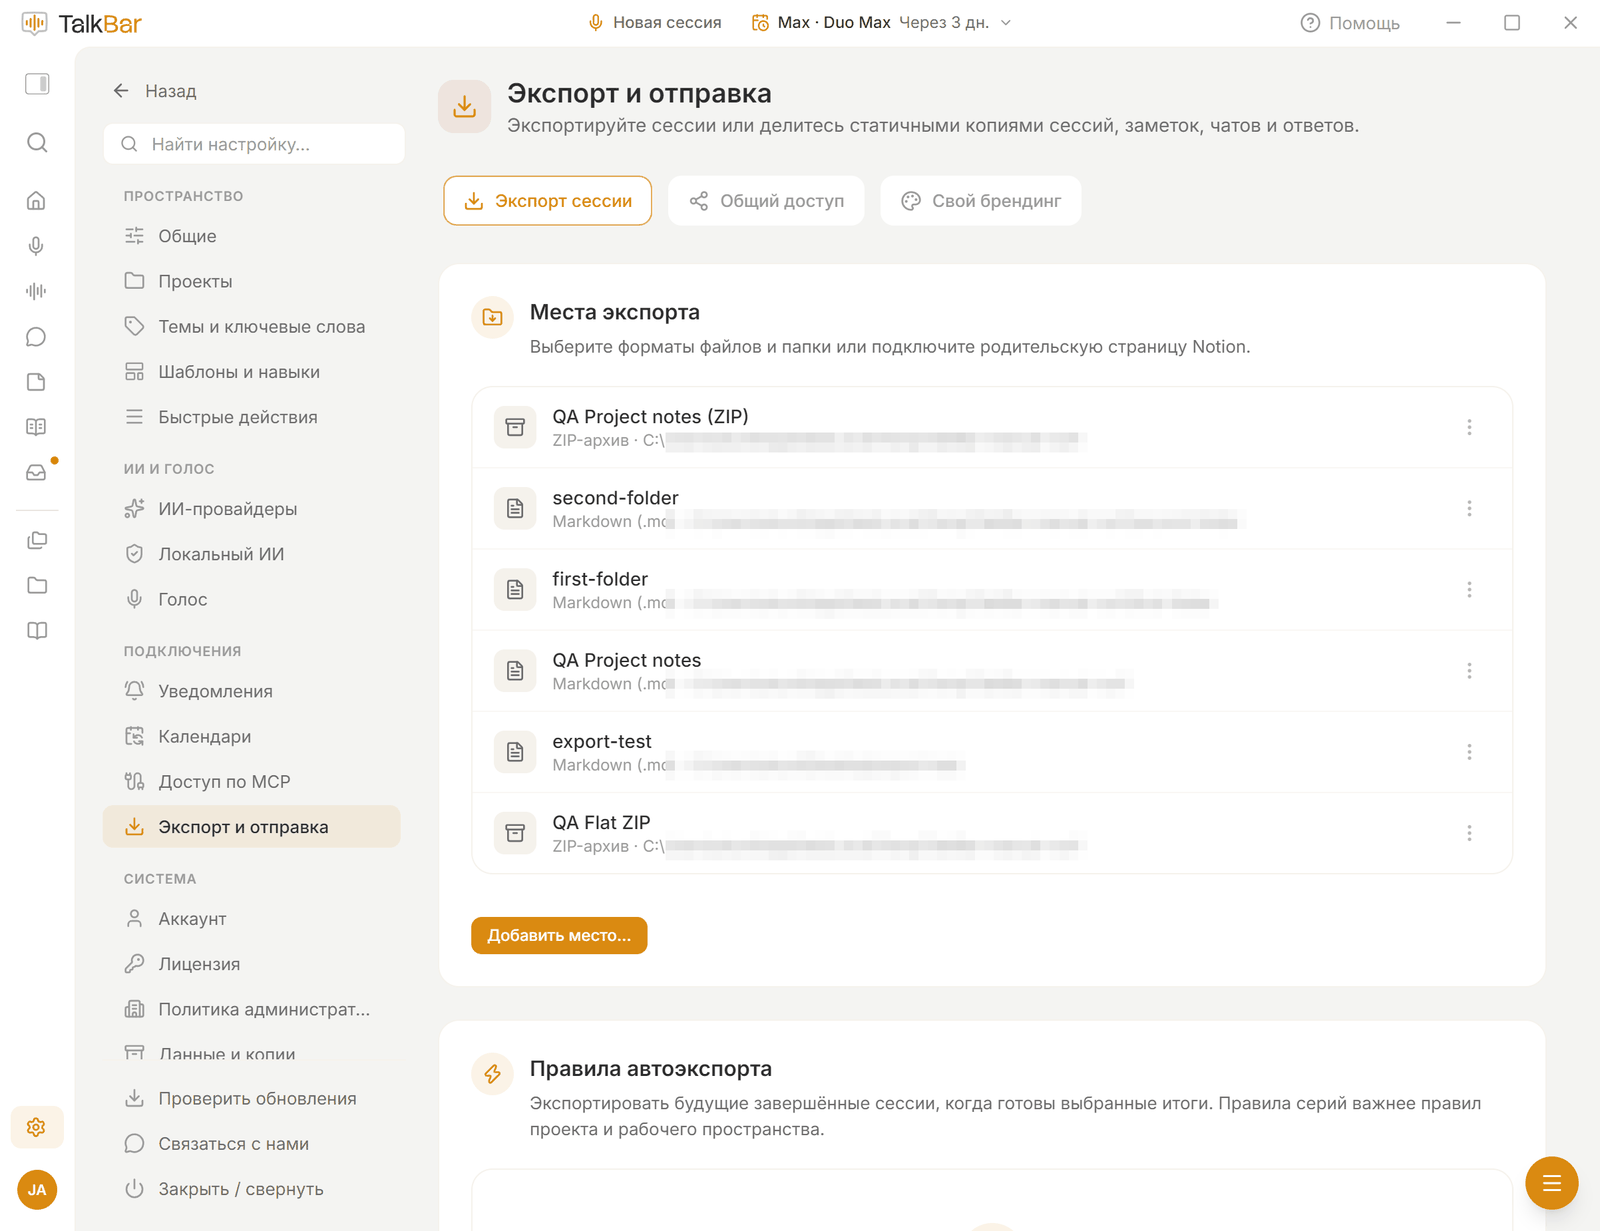 TalkBar
Новая сессия
Max · Duo Max Через 3 дн.
Помощь
Назад
Найти настройку...
ПРОСТРАНСТВО
Общие
Проекты
Темы и ключевые слова
Шаблоны и навыки
Быстрые действия
ИИ И ГОЛОС
ИИ-провайдеры
Локальный ИИ
Голос
ПОДКЛЮЧЕНИЯ
Уведомления
Календари
Доступ по MCP
Экспорт и отправка
СИСТЕМА
Аккаунт
Лицензия
Политика администрат...
Данные и копии
Проверить обновления
Связаться с нами
Закрыть / свернуть
JA
Экспорт и отправка
Экспортируйте сессии или делитесь статичными копиями сессий, заметок, чатов и ответов.
Экспорт сессии
Общий доступ
Свой брендинг
Места экспорта
Выберите форматы файлов и папки или подключите родительскую страницу Notion.
QA Project notes (ZIP)
ZIP-архив · C:\
second-folder
Markdown (.md
first-folder
Markdown (.md
QA Project notes
Markdown (.md
export-test
Markdown (.md
QA Flat ZIP
ZIP-архив · C:\
Добавить место...
Правила автоэкспорта
Экспортировать будущие завершённые сессии, когда готовы выбранные итоги. Правила серий важнее правил
проекта и рабочего пространства.